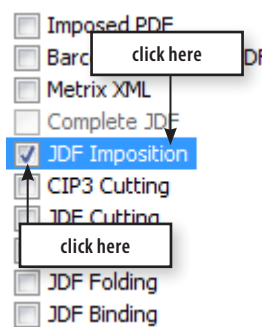 Imposed PDF
Barc
click here
DF
Metrix XML
Complete JDF
JDF Imposition
CIP3 Cutting
JDF Cutting
click here
JDF Folding
JDF Binding